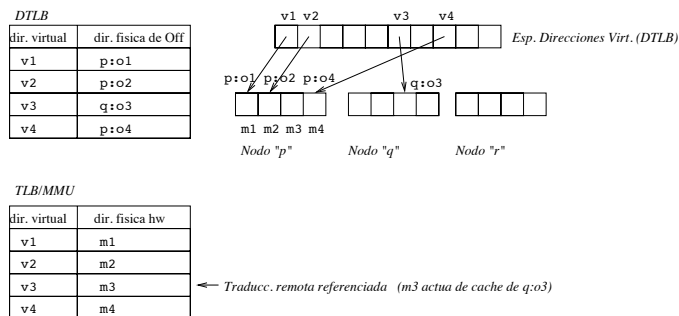 DTLB
dir. virtual dir. fisica de Off
v1 p:o1
v2 p:o2
v3 q:o3
v4 p:o4
v1 v2 v3 v4
Esp. Direcciones Virt. (DTLB)
p:o1 p:o2 p:o4 q:o3
m1 m2 m3 m4
Nodo "p" Nodo "q" Nodo "r"
TLB/MMU
dir. virtual dir. fisica hw
v1 m1
v2 m2
v3 m3
Traducc. remota referenciada (m3 actua de cache de q:o3)
v4 m4